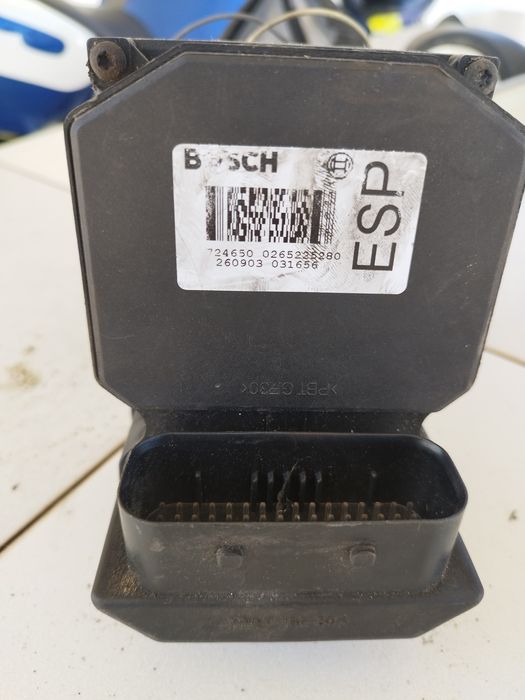 BOSCH
ESP
724650 0265225280
260903 031656
>PBT GF30<